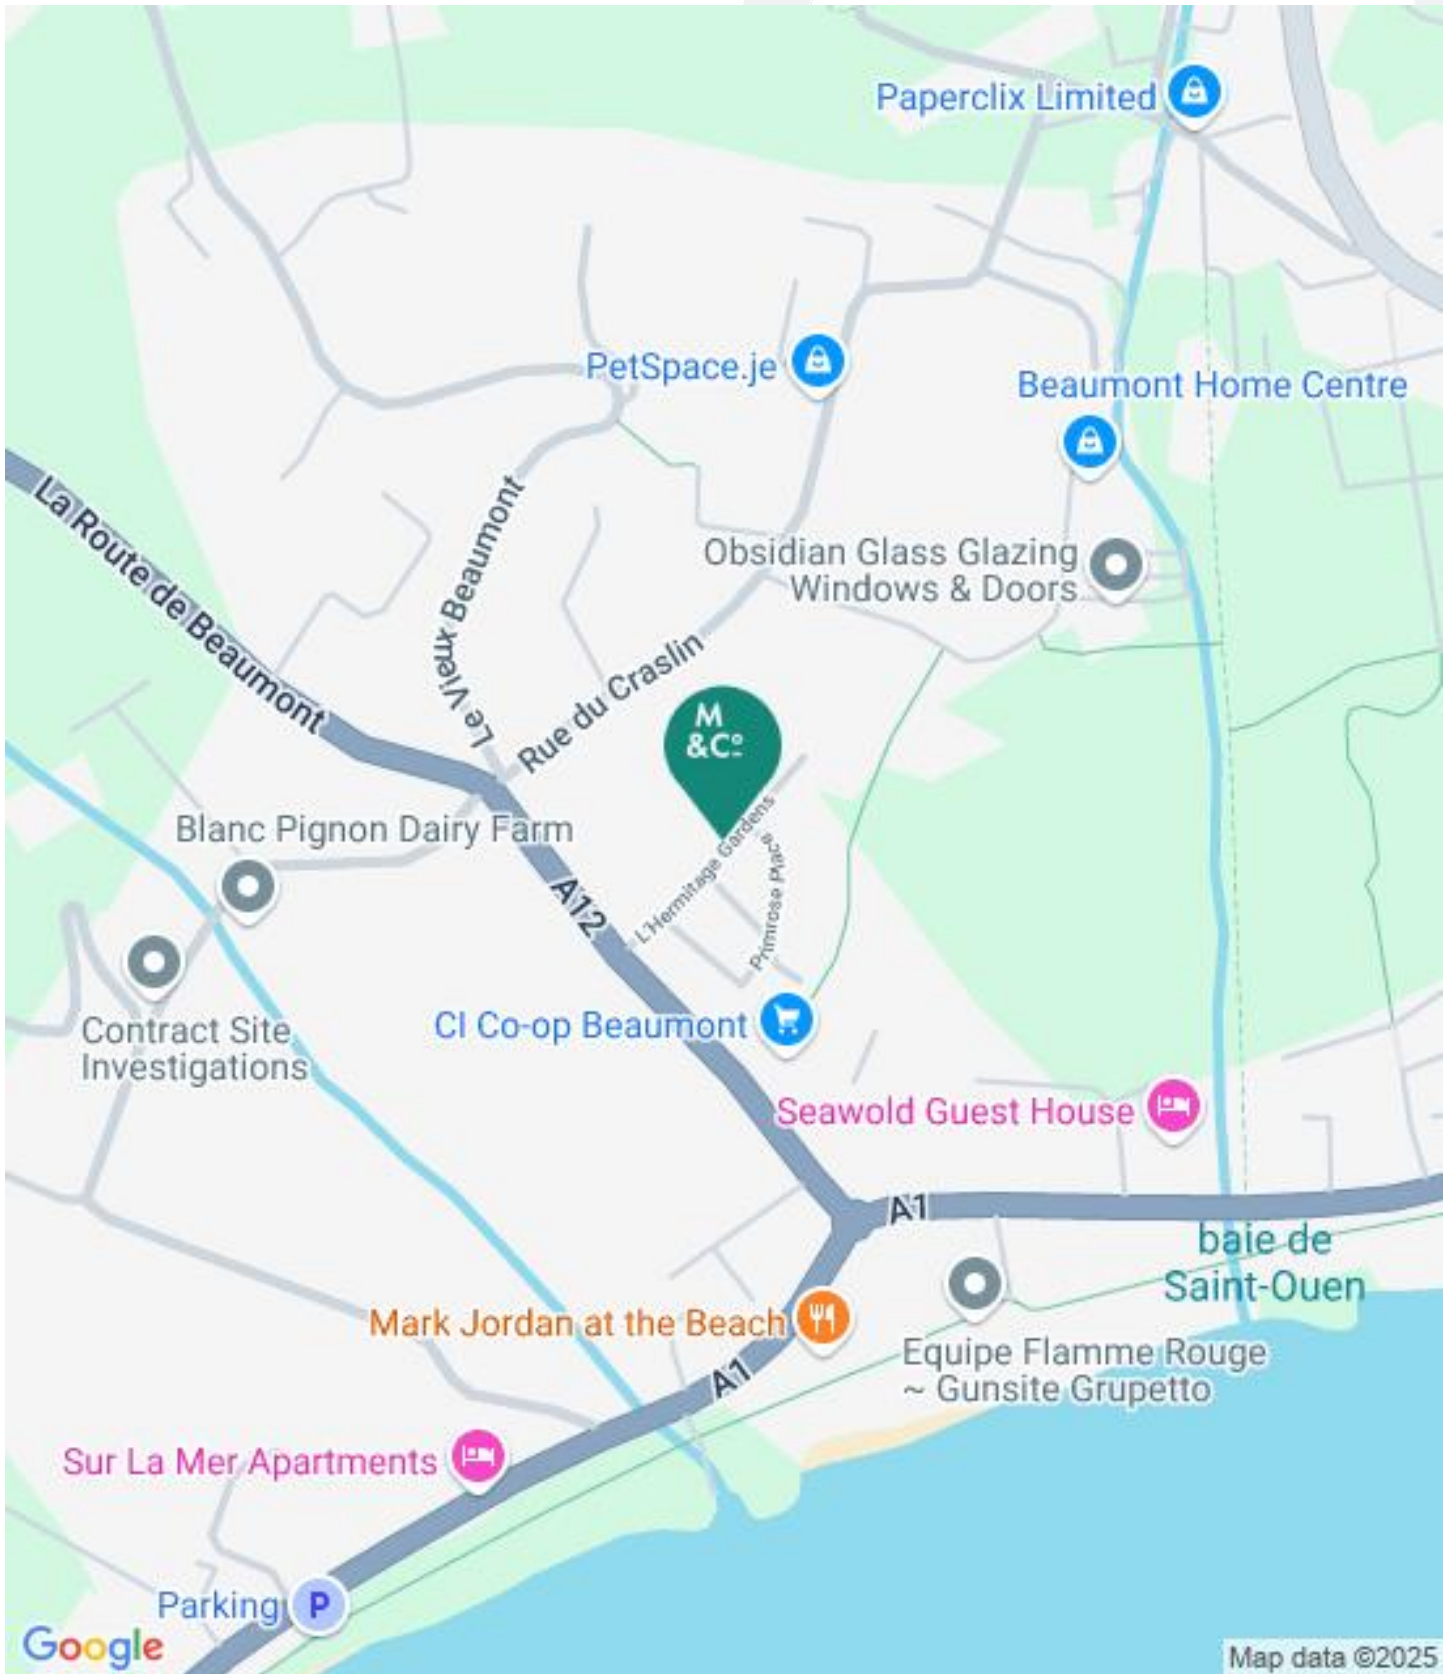 Paperclix Limited
PetSpace.je
Beaumont Home Centre
La Route de Beaumont
Le Vieux Beaumont
Obsidian Glass Glazing
Windows & Doors
Rue du Craslin
M
&Cº
Blanc Pignon Dairy Farm
L'Hermitage Gardens
Primrose Place
A12
Contract Site
Investigations
CI Co-op Beaumont
Seawold Guest House
A1
baie de
Saint-Ouen
Mark Jordan at the Beach
Equipe Flamme Rouge
~ Gunsite Grupetto
A1
Sur La Mer Apartments
Parking P
Google
Map data ©2025